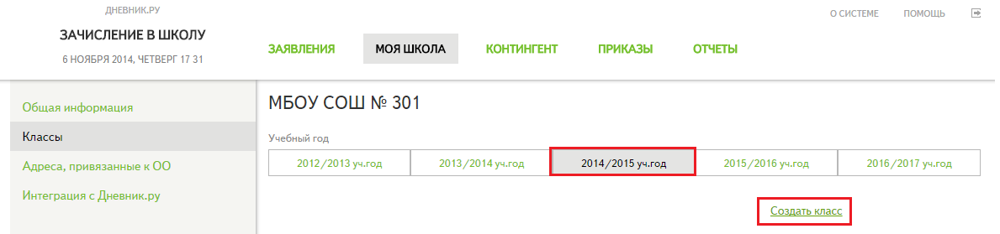 ДНЕВНИК.РУ
О СИСТЕМЕ ПОМОЩЬ
ЗАЧИСЛЕНИЕ В ШКОЛУ
6 НОЯБРЯ 2014, ЧЕТВЕРГ 17 31
ЗАЯВЛЕНИЯ МОЯ ШКОЛА КОНТИНГЕНТ ПРИКАЗЫ ОТЧЕТЫ
Общая информация
Классы
Адреса, привязанные к ОО
Интеграция с Дневник.ру
МБОУ СОШ № 301
Учебный год
2012/2013 уч.год 2013/2014 уч.год 2014/2015 уч.год 2015/2016 уч.год 2016/2017 уч.год
Создать класс